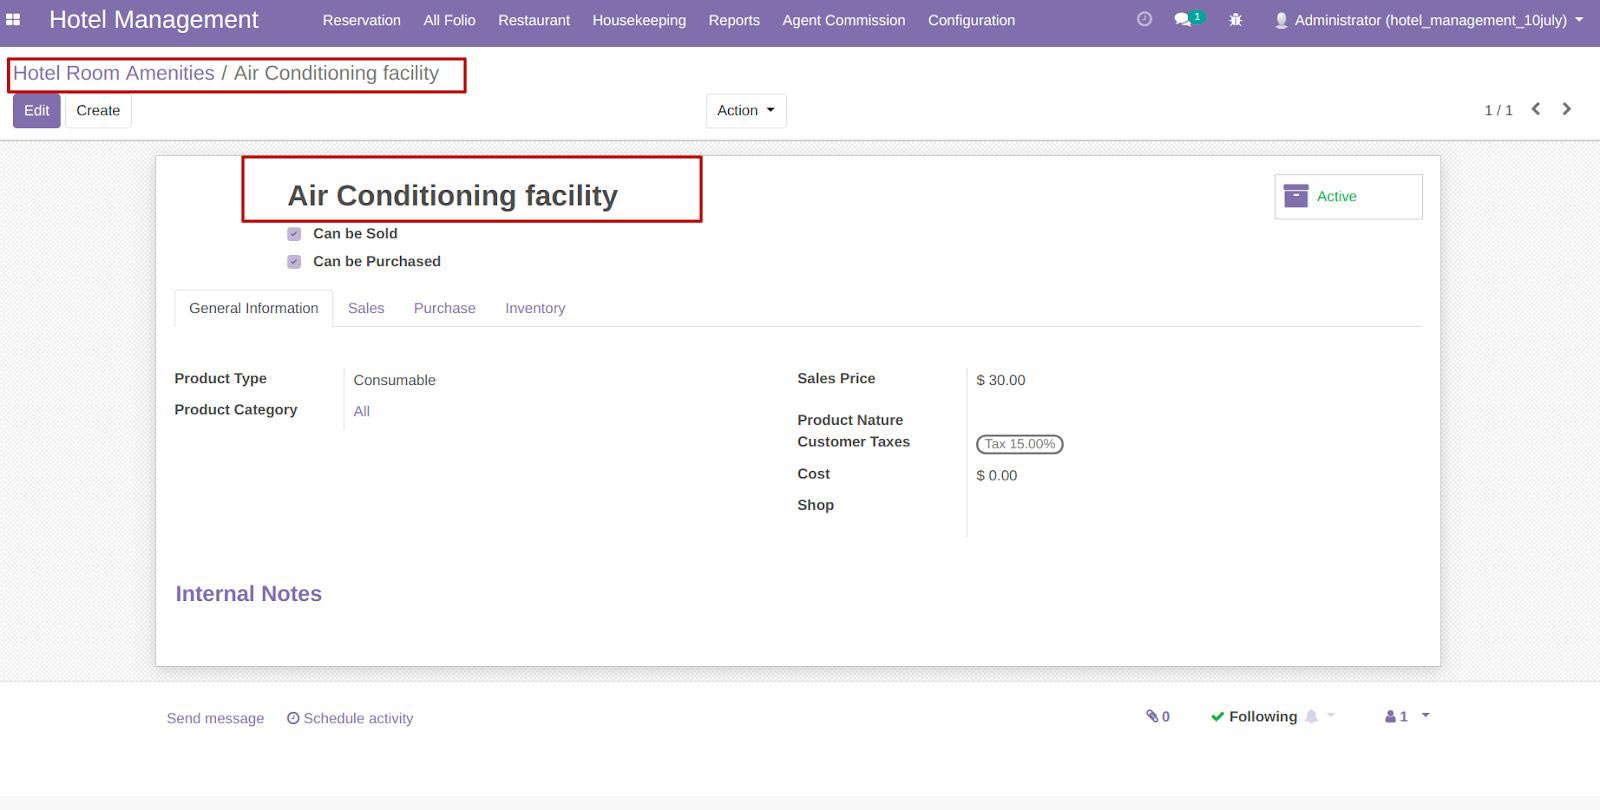 Hotel Management Reservation All Folio Restaurant Housekeeping Reports Agent Commission Configuration 1 Administrator (hotel_management_10july)
Hotel Room Amenities / Air Conditioning facility
Edit Create Action 1 / 1
Air Conditioning facility
Active
Can be Sold
Can be Purchased
General Information Sales Purchase Inventory
Product Type Consumable
Product Category All
Sales Price $ 30.00
Product Nature
Customer Taxes Tax 15.00%
Cost $ 0.00
Shop
Internal Notes
Send message Schedule activity 0 Following 1